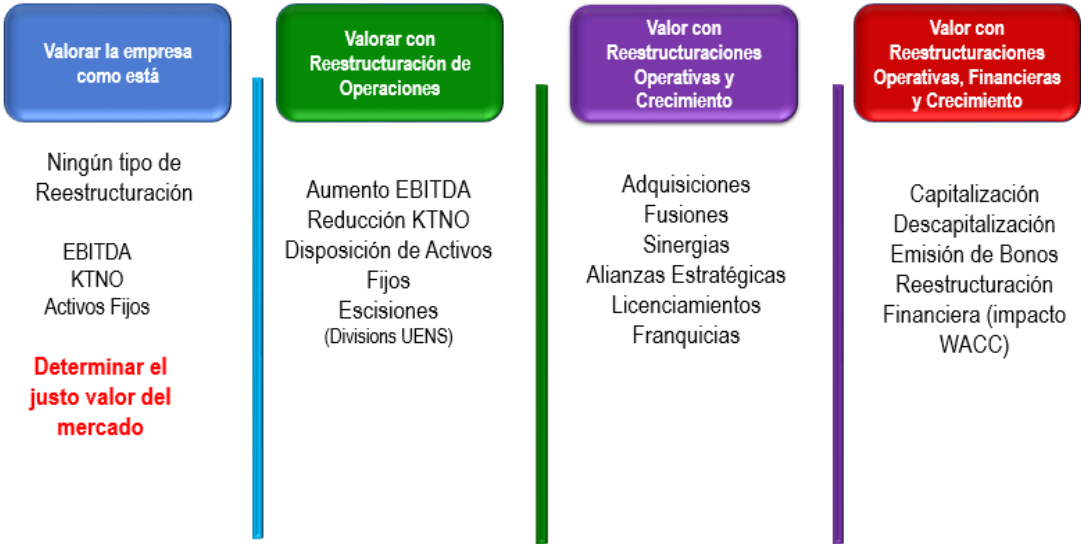 Valorar la empresa
como está
Ningún tipo de
Reestructuración
EBITDA
KTNO
Activos Fijos
Determinar el
justo valor del
mercado
Valorar con
Reestructuración de
Operaciones
Aumento EBITDA
Reducción KTNO
Disposición de Activos
Fijos
Escisiones
(Divisions UENS)
Valor con
Reestructuraciones
Operativas y
Crecimiento
Adquisiciones
Fusiones
Sinergias
Alianzas Estratégicas
Licenciamientos
Franquicias
Valor con
Reestructuraciones
Operativas, Financieras
y Crecimiento
Capitalización
Descapitalización
Emisión de Bonos
Reestructuración
Financiera (impacto
WACC)